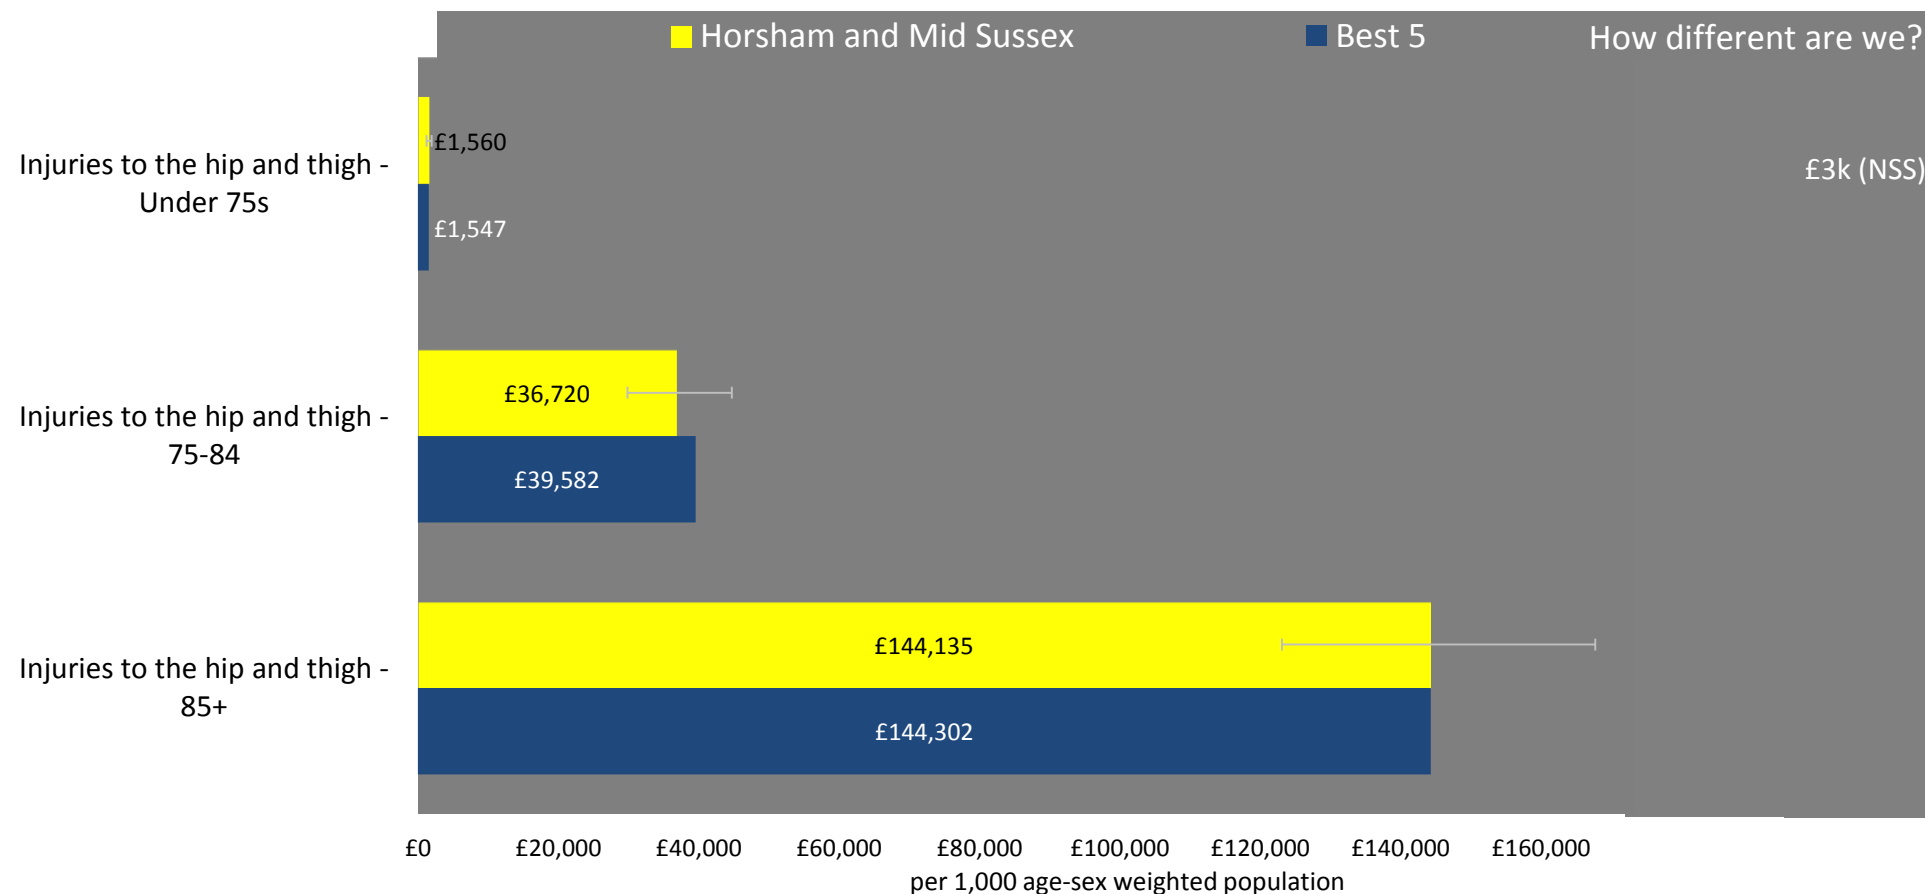 Horsham and Mid Sussex
Best 5
How different are we?
Injuries to the hip and thigh -
Under 75s
£1,560
£1,547
£3k (NSS)
Injuries to the hip and thigh -
75-84
£36,720
£39,582
Injuries to the hip and thigh -
85+
£144,135
£144,302
£0 £20,000 £40,000 £60,000 £80,000 £100,000 £120,000 £140,000 £160,000
per 1,000 age-sex weighted population